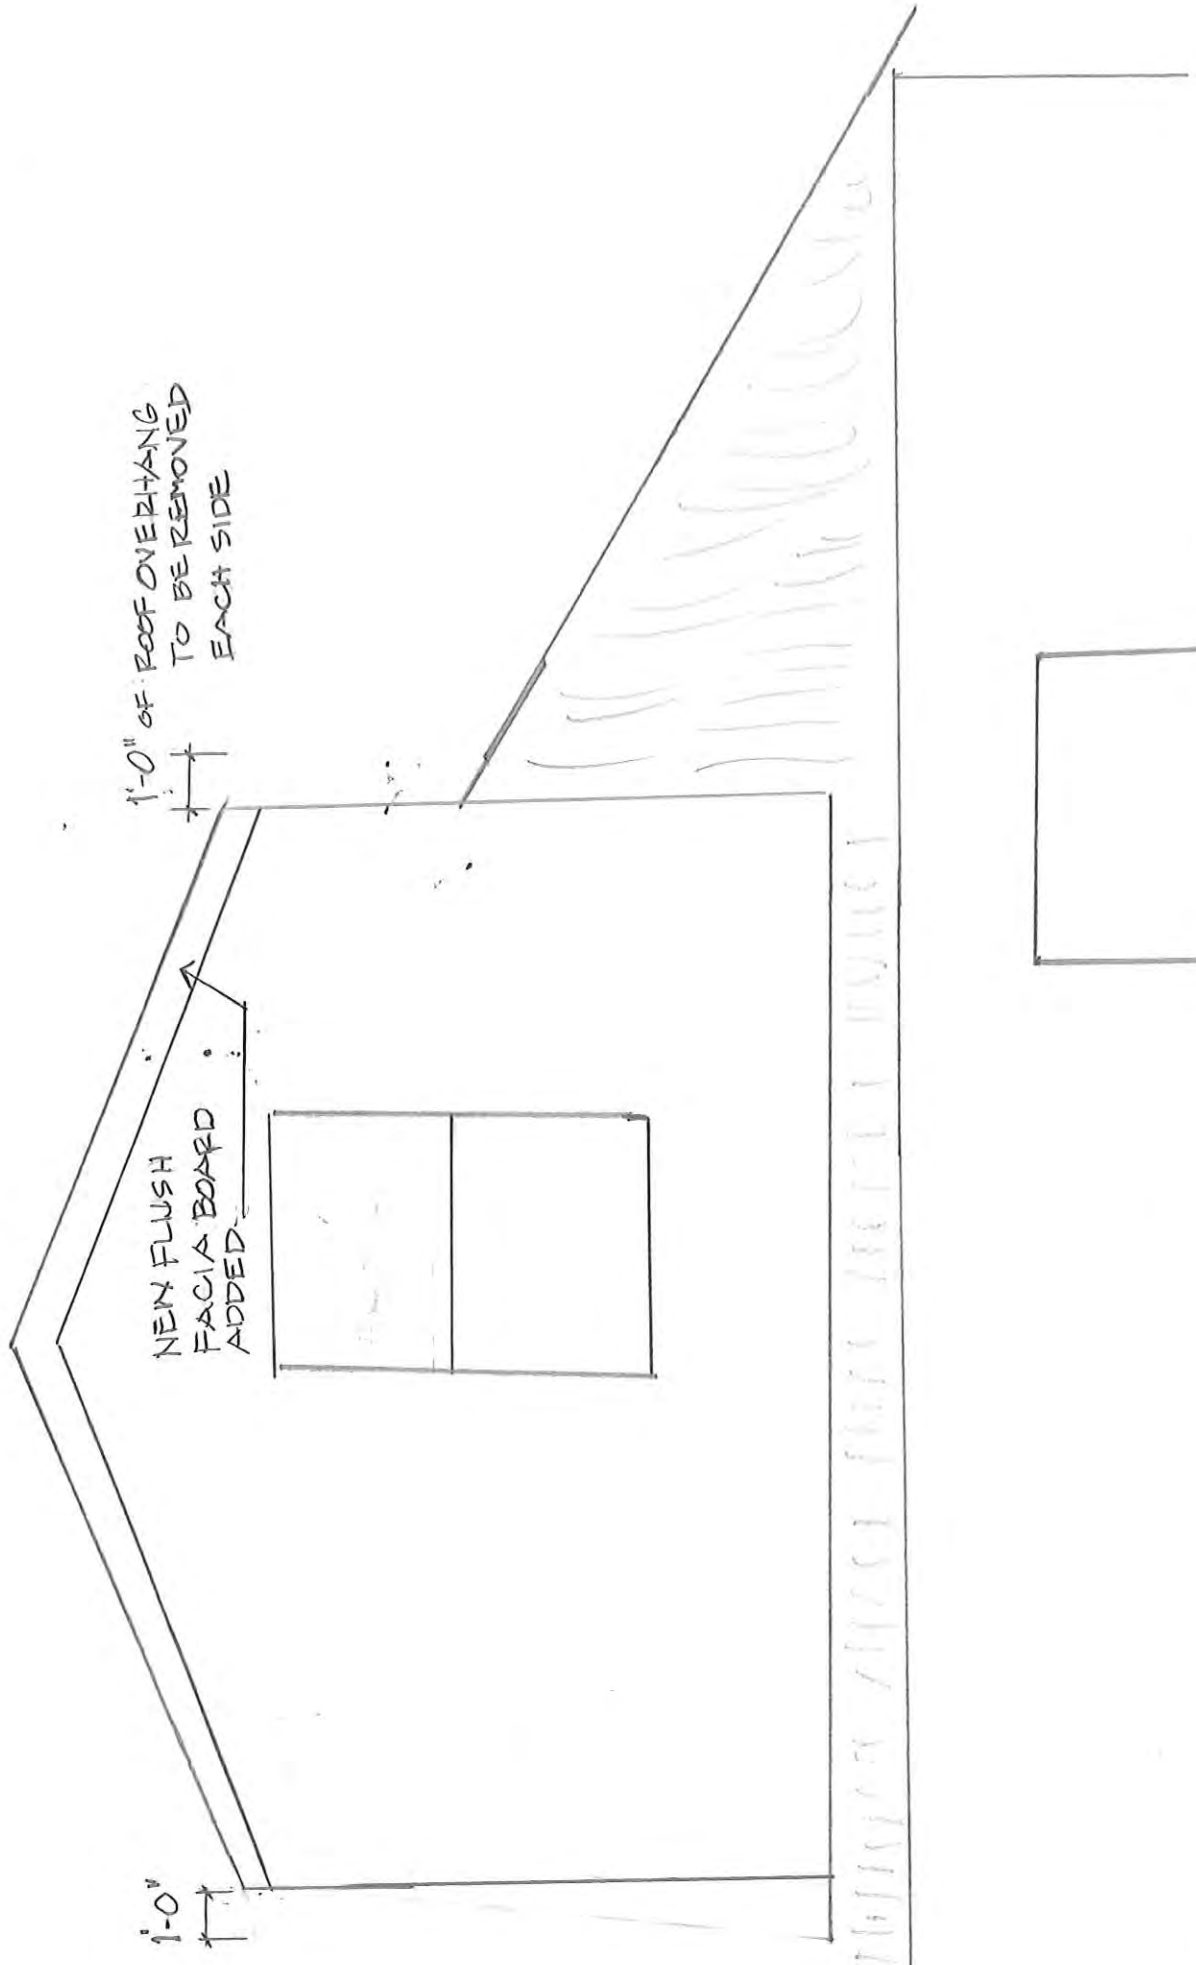 1'-0"
NEW FLUSH
FACIA BOARD
ADDED
1'-0" OF ROOF OVERHANG
TO BE REMOVED
EACH SIDE